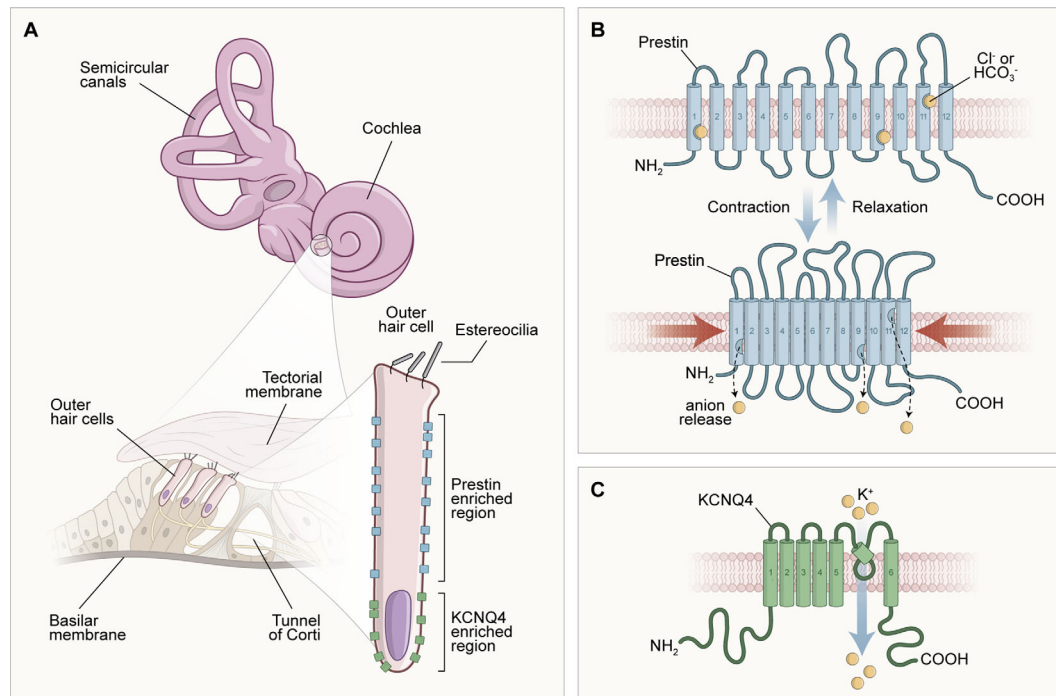 A
Semicircular
canals
Cochlea
Outer
hair cell
Estereocilia
Tectorial
membrane
Outer
hair cells
Prestin
enriched
region
KCNQ4
enriched
region
Basilar
membrane
Tunnel
of Corti
B
Prestin
Cl⁻ or
HCO₃⁻
1 2 3 4 5 6 7 8 9 10 11 12
NH₂
COOH
Contraction
Relaxation
Prestin
1 2 3 4 5 6 7 8 9 10 11 12
NH₂
COOH
anion
release
C
KCNQ4
K⁺
1 2 3 4 5 6
NH₂
COOH